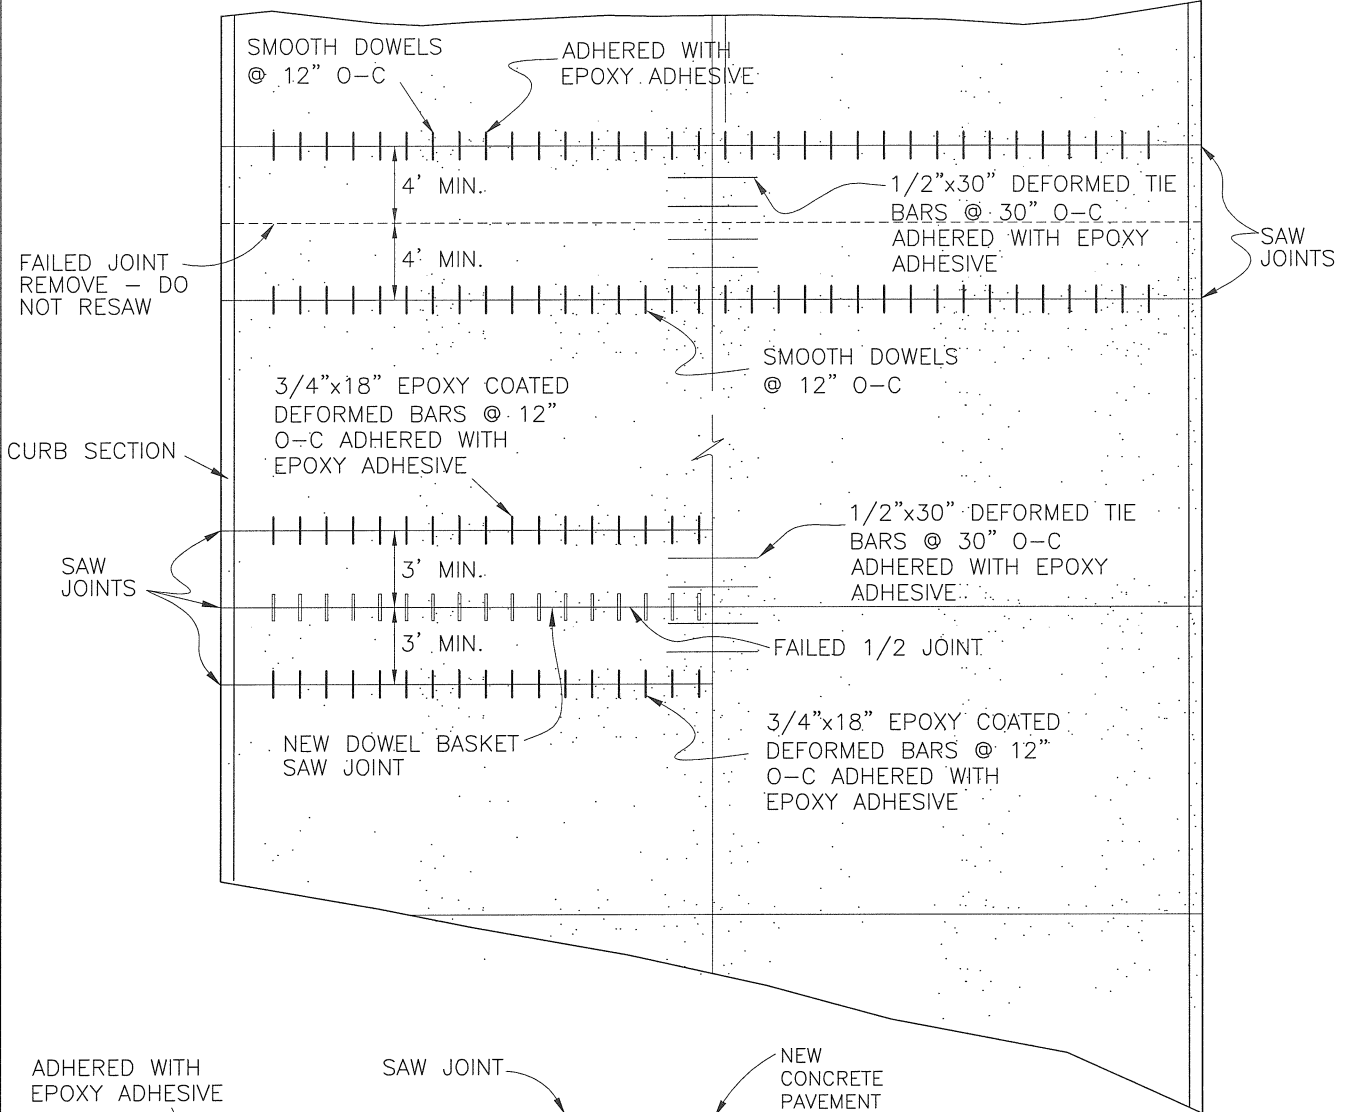 SMOOTH DOWELS
@ 12" O-C
ADHERED WITH
EPOXY ADHESIVE
4' MIN.
1/2"x30" DEFORMED TIE
BARS @ 30" O-C
ADHERED WITH EPOXY
ADHESIVE
SAW
JOINTS
4' MIN.
FAILED JOINT
REMOVE – DO
NOT RESAW
SMOOTH DOWELS
@ 12" O-C
3/4"x18" EPOXY COATED
DEFORMED BARS @ 12"
O-C ADHERED WITH
EPOXY ADHESIVE
CURB SECTION
1/2"x30" DEFORMED TIE
BARS @ 30" O-C
ADHERED WITH EPOXY
ADHESIVE
SAW
JOINTS
3' MIN.
3' MIN.
FAILED 1/2 JOINT
NEW DOWEL BASKET
SAW JOINT
3/4"x18" EPOXY COATED
DEFORMED BARS @ 12"
O-C ADHERED WITH
EPOXY ADHESIVE
ADHERED WITH
EPOXY ADHESIVE
SAW JOINT
NEW
CONCRETE
PAVEMENT